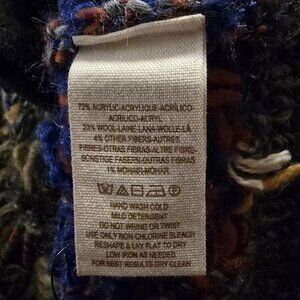 72% ACRYLIC-ACRYLIQUE-ACRÍLICO-
ACRILICO-ACRYL
23% WOOL-LAINE-LANA-WOLLE-LÃ
4% OTHER FIBERS-AUTRES
FIBRES-OTRAS FIBRAS-ALTRE FIBRE-
SONSTIGE FASERN-OUTRAS FIBRAS
1% MOHAIR-MOHAIR.
HAND WASH COLD
MILD DETERGENT
DO NOT WRING OR TWIST
USE ONLY NON-CHLORINE BLEACH
RESHAPE & LAY FLAT TO DRY
LOW IRON AS NEEDED
FOR BEST RESULTS DRY CLEAN